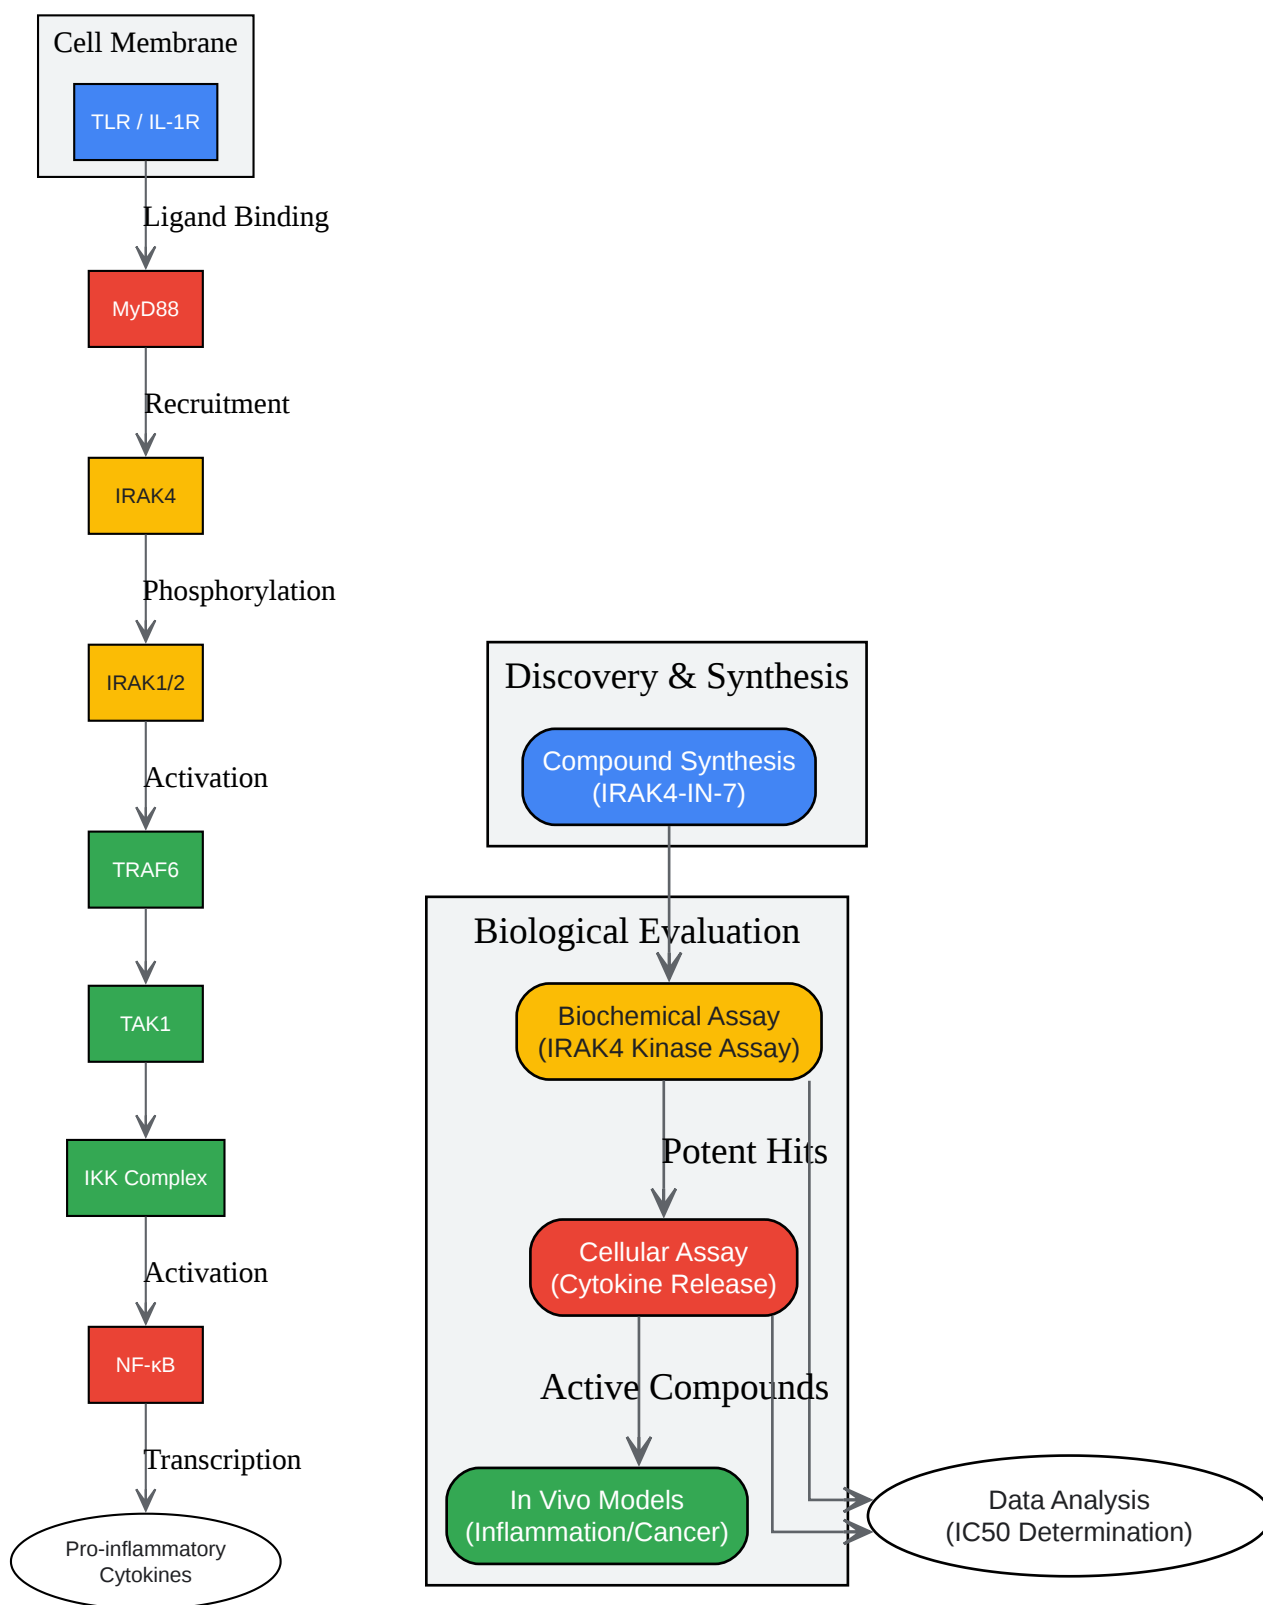 Cell Membrane
TLR / IL-1R
Ligand Binding
MyD88
Recruitment
IRAK4
Phosphorylation
IRAK1/2
Activation
TRAF6
TAK1
IKK Complex
Activation
NF-κB
Transcription
Pro-inflammatory
Cytokines
Discovery & Synthesis
Compound Synthesis
(IRAK4-IN-7)
Biological Evaluation
Biochemical Assay
(IRAK4 Kinase Assay)
Potent Hits
Cellular Assay
(Cytokine Release)
Active Compounds
In Vivo Models
(Inflammation/Cancer)
Data Analysis
(IC50 Determination)